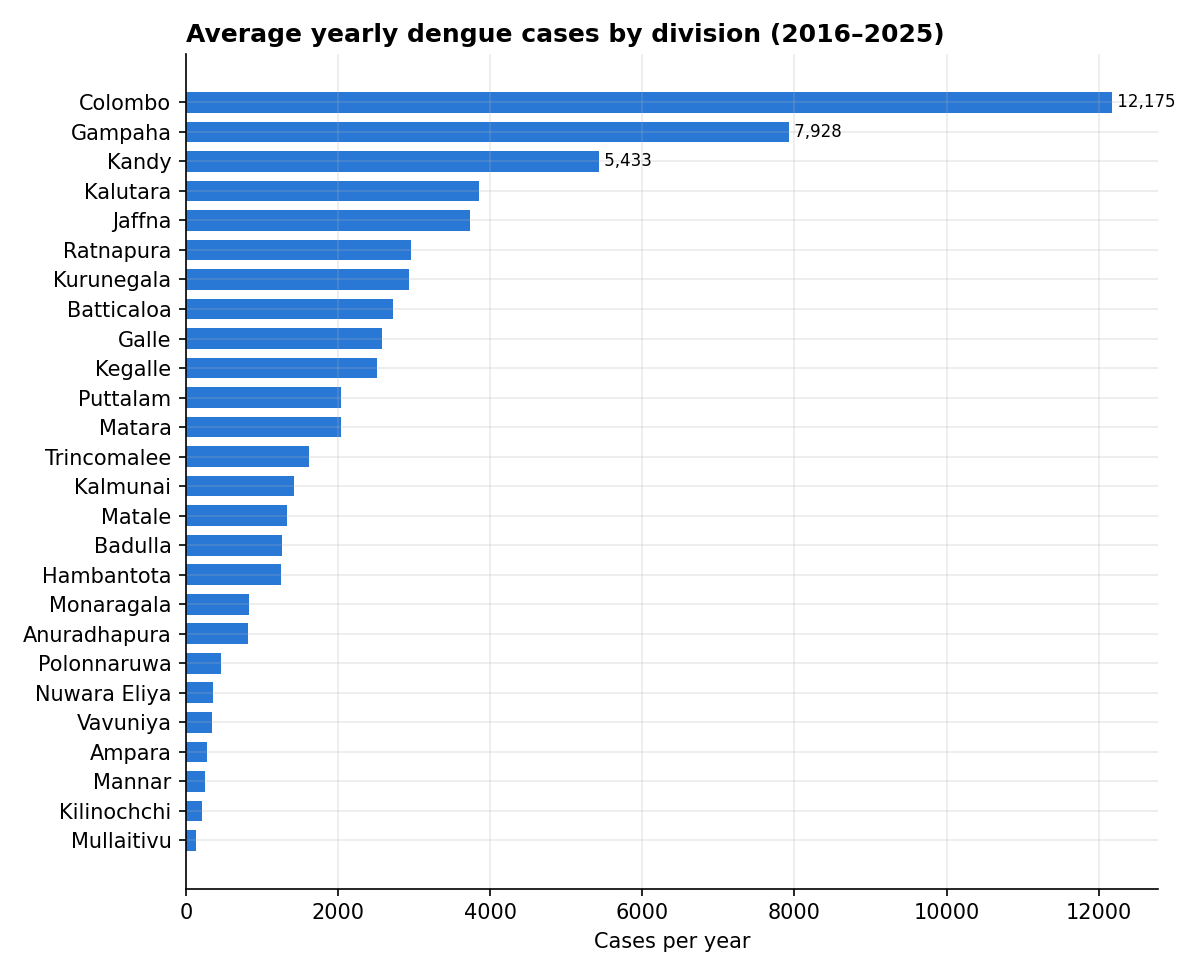 Average yearly dengue cases by division (2016–2025)
Colombo 12,175
Gampaha 7,928
Kandy 5,433
Kalutara
Jaffna
Ratnapura
Kurunegala
Batticaloa
Galle
Kegalle
Puttalam
Matara
Trincomalee
Kalmunai
Matale
Badulla
Hambantota
Monaragala
Anuradhapura
Polonnaruwa
Nuwara Eliya
Vavuniya
Ampara
Mannar
Kilinochchi
Mullaitivu
0 2000 4000 6000 8000 10000 12000
Cases per year